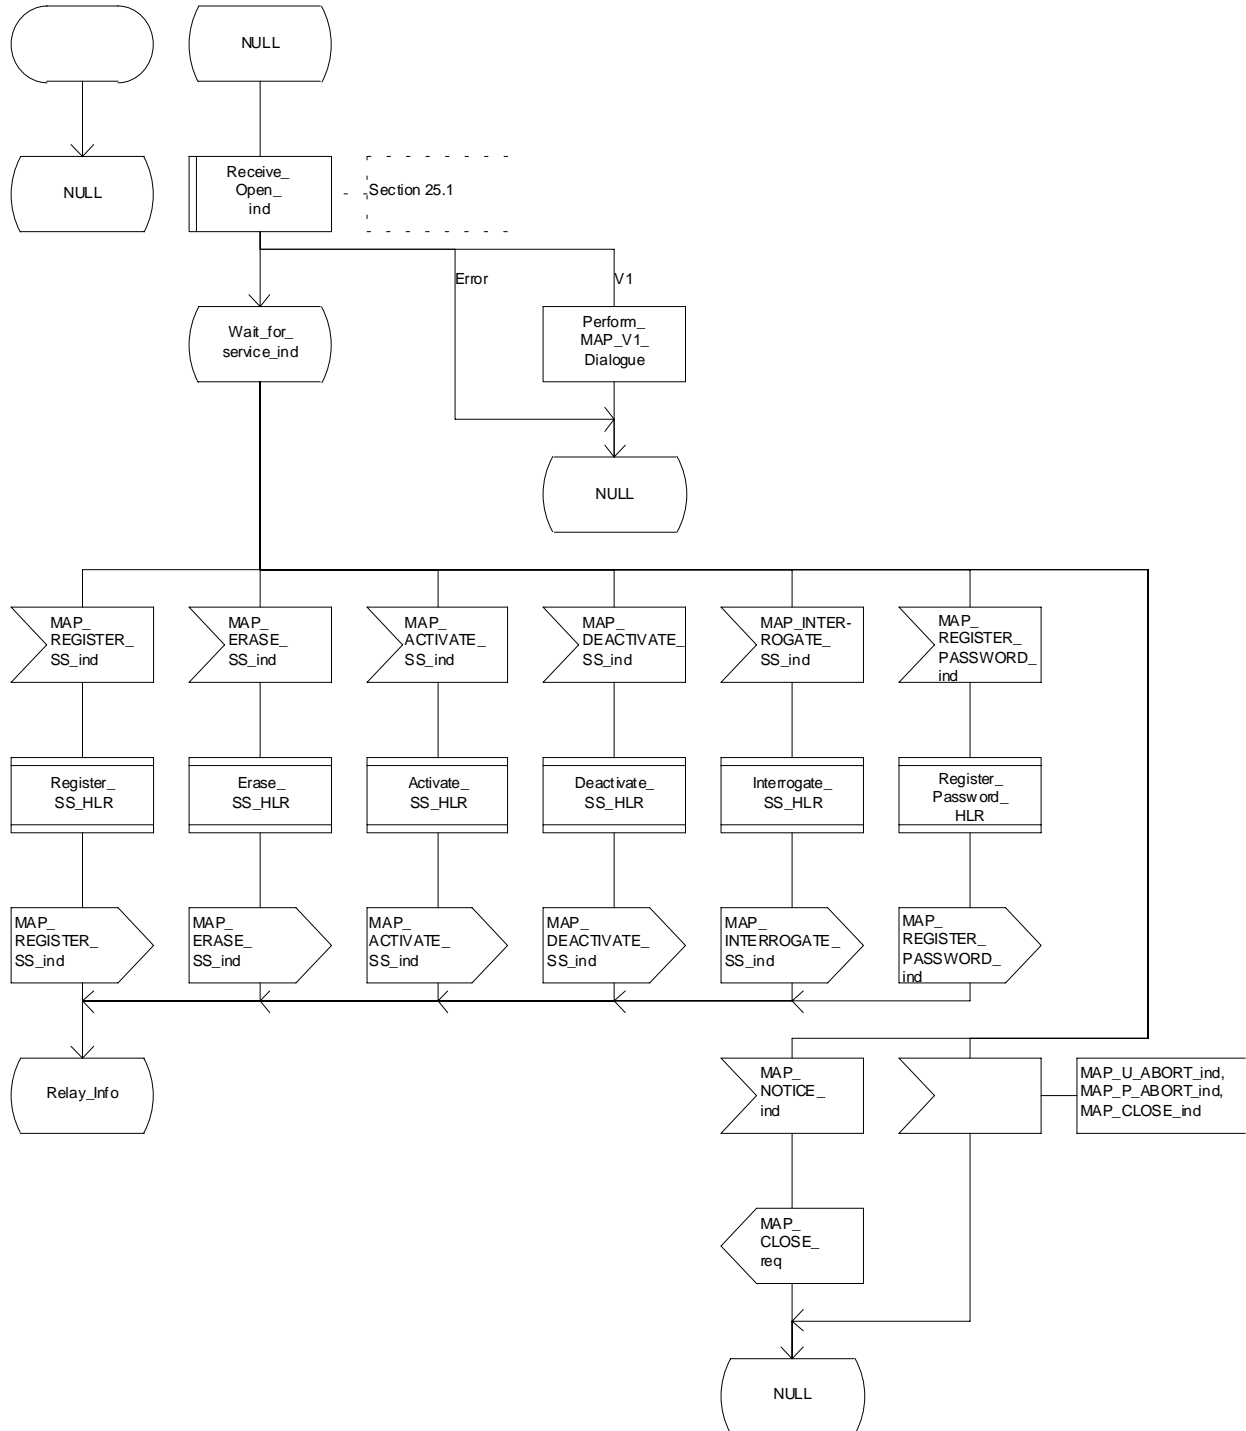 NULL
NULL
Receive_
Open_
ind
Section 25.1
Error
V1
Wait_for_
service_ind
Perform_
MAP_V1_
Dialogue
NULL
MAP_
REGISTER_
SS_ind
MAP_
ERASE_
SS_ind
MAP_
ACTIVATE_
SS_ind
MAP_
DEACTIVATE_
SS_ind
MAP_INTER-
ROGATE_
SS_ind
MAP_
REGISTER_
PASSWORD_
ind
Register_
SS_HLR
Erase_
SS_HLR
Activate_
SS_HLR
Deactivate_
SS_HLR
Interrogate_
SS_HLR
Register_
Password_
HLR
MAP_
REGISTER_
SS_ind
MAP_
ERASE_
SS_ind
MAP_
ACTIVATE_
SS_ind
MAP_
DEACTIVATE_
SS_ind
MAP_
INTERROGATE_
SS_ind
MAP_
REGISTER_
PASSWORD_
ind
Relay_Info
MAP_
NOTICE_
ind
MAP_U_ABORT_ind,
MAP_P_ABORT_ind,
MAP_CLOSE_ind
MAP_
CLOSE_
req
NULL